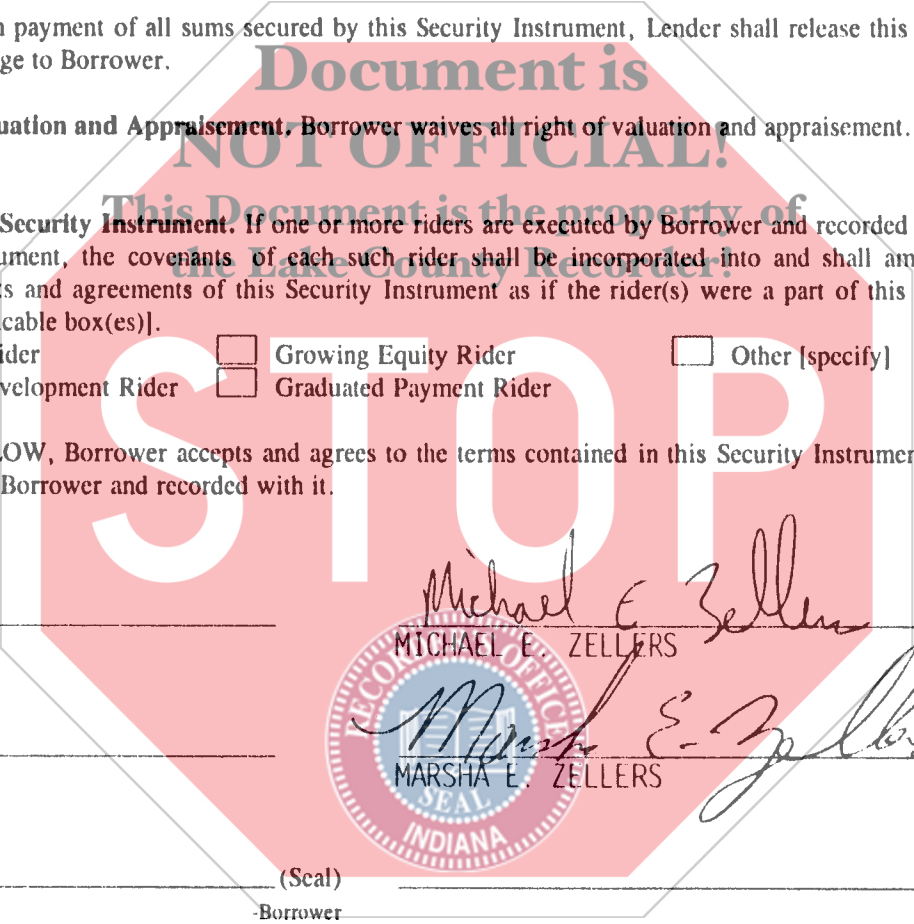 n payment of all sums secured by this Security Instrument, Lender shall release this
ge to Borrower.
Document is
uation and Appraisement. Borrower waives all right of valuation and appraisement.
NOT OFFICIAL!
This Document is the property of
Security Instrument. If one or more riders are executed by Borrower and recorded
ument, the covenants of each such rider shall be incorporated into and shall am
the Lake County Recorder!
s and agreements of this Security Instrument as if the rider(s) were a part of this
cable box(es)].
ider Growing Equity Rider Other [specify]
velopment Rider Graduated Payment Rider
STOP
LOW, Borrower accepts and agrees to the terms contained in this Security Instrumen
Borrower and recorded with it.
Michael E Zellers
MICHAEL E. ZELLERS
Marsha E. Zellers
MARSHA E. ZELLERS
RECORDER'S OFFICE
SEAL
INDIANA
(Seal)
-Borrower